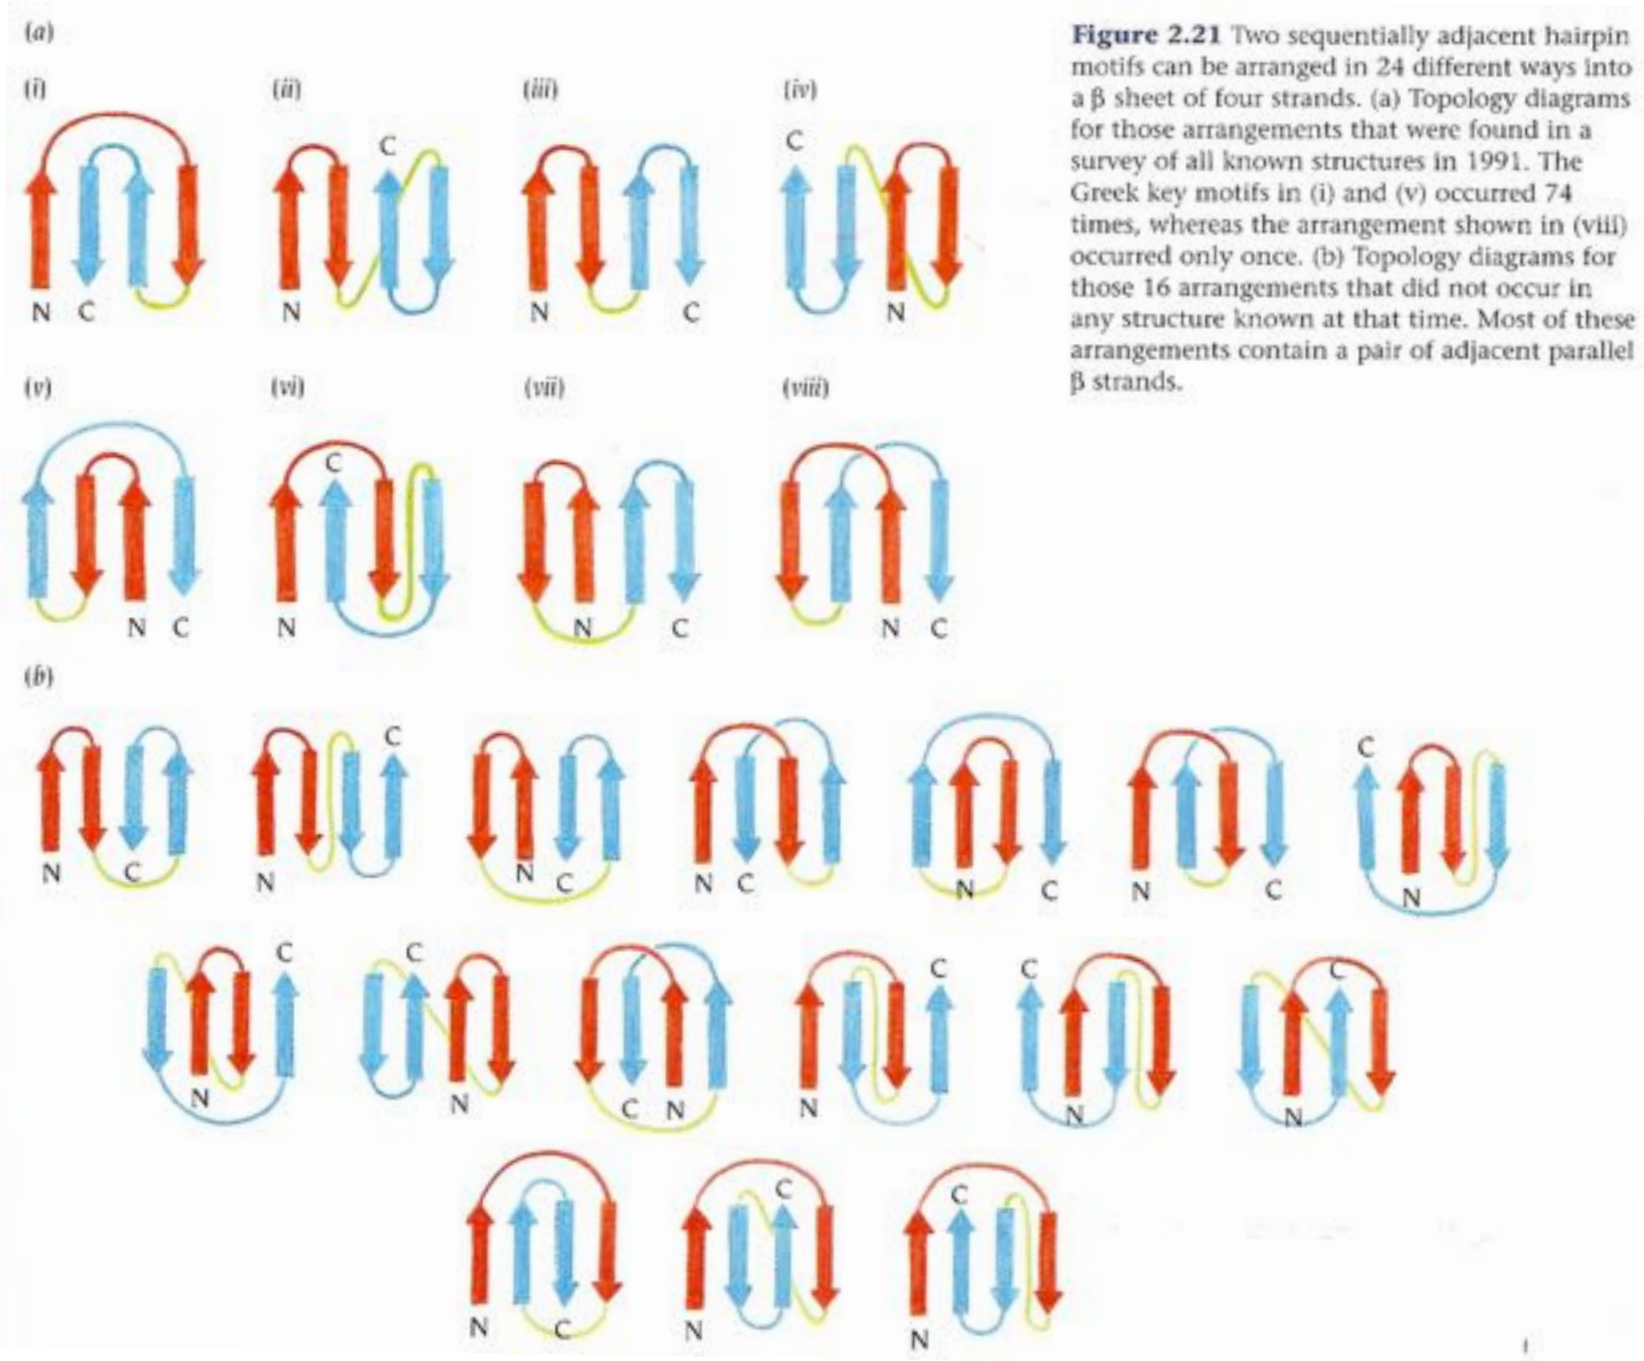 (a)
Figure 2.21 Two sequentially adjacent hairpin
motifs can be arranged in 24 different ways into
a β sheet of four strands. (a) Topology diagrams
for those arrangements that were found in a
survey of all known structures in 1991. The
Greek key motifs in (i) and (v) occurred 74
times, whereas the arrangement shown in (viii)
occurred only once. (b) Topology diagrams for
those 16 arrangements that did not occur in
any structure known at that time. Most of these
arrangements contain a pair of adjacent parallel
β strands.
(i) (ii) (iii) (iv)
C C
N C N N C N
(v) (vi) (vii) (viii)
C
N C N N C N C
(b)
C C
N C N N C N C N C N C N
C C C C C
N N C N N N N
C C
N C N N